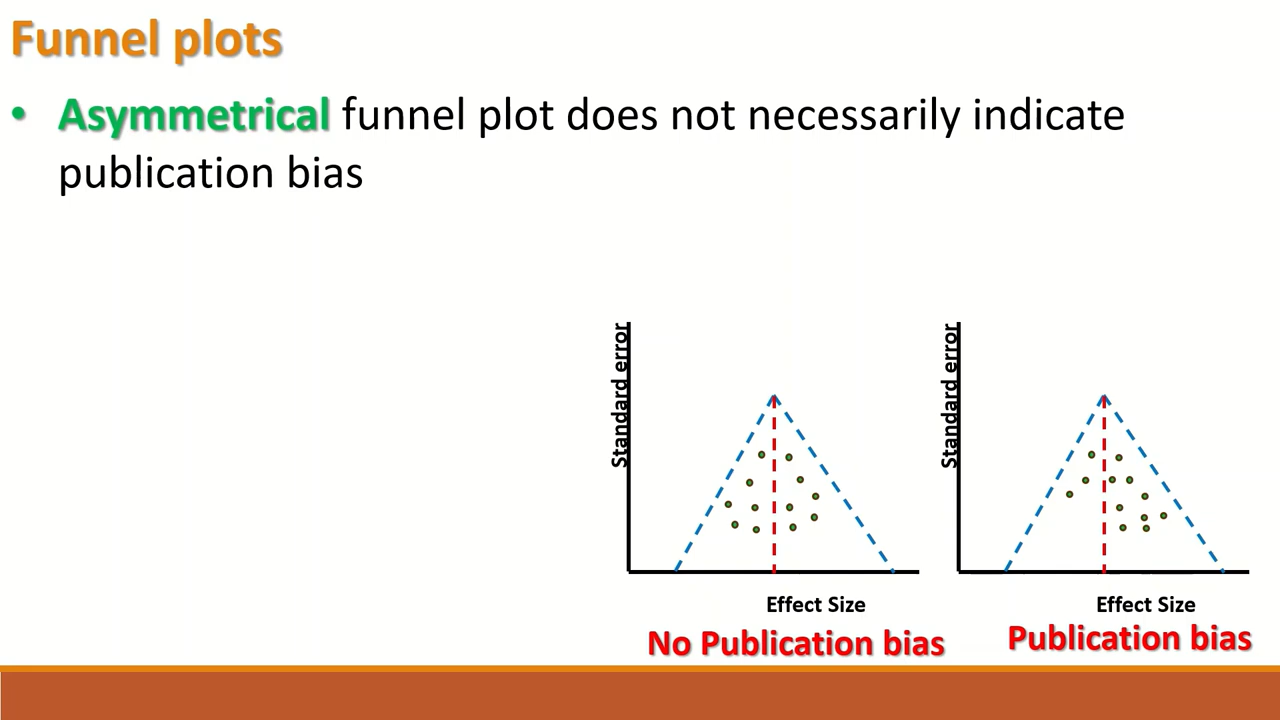 Funnel plots
• Asymmetrical funnel plot does not necessarily indicate
publication bias
Standard error
Effect Size
No Publication bias
Standard error
Effect Size
Publication bias